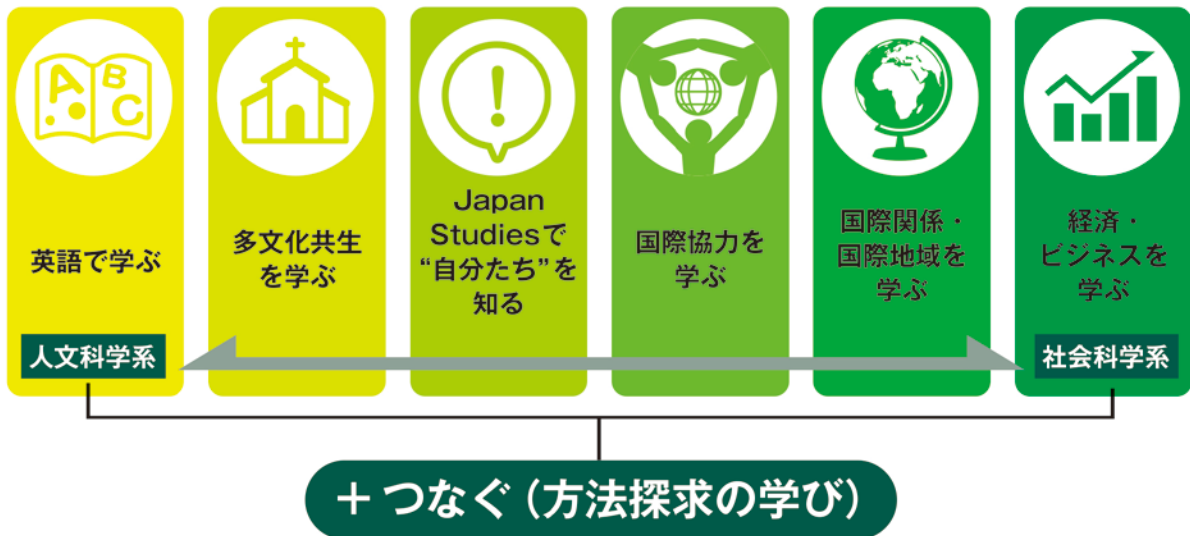 A B C
英語で学ぶ
多文化共生
を学ぶ
Japan
Studiesで
“自分たち”を
知る
国際協力を
学ぶ
国際関係・
国際地域を
学ぶ
経済・
ビジネスを
学ぶ
人文科学系
社会科学系
＋つなぐ（方法探求の学び）